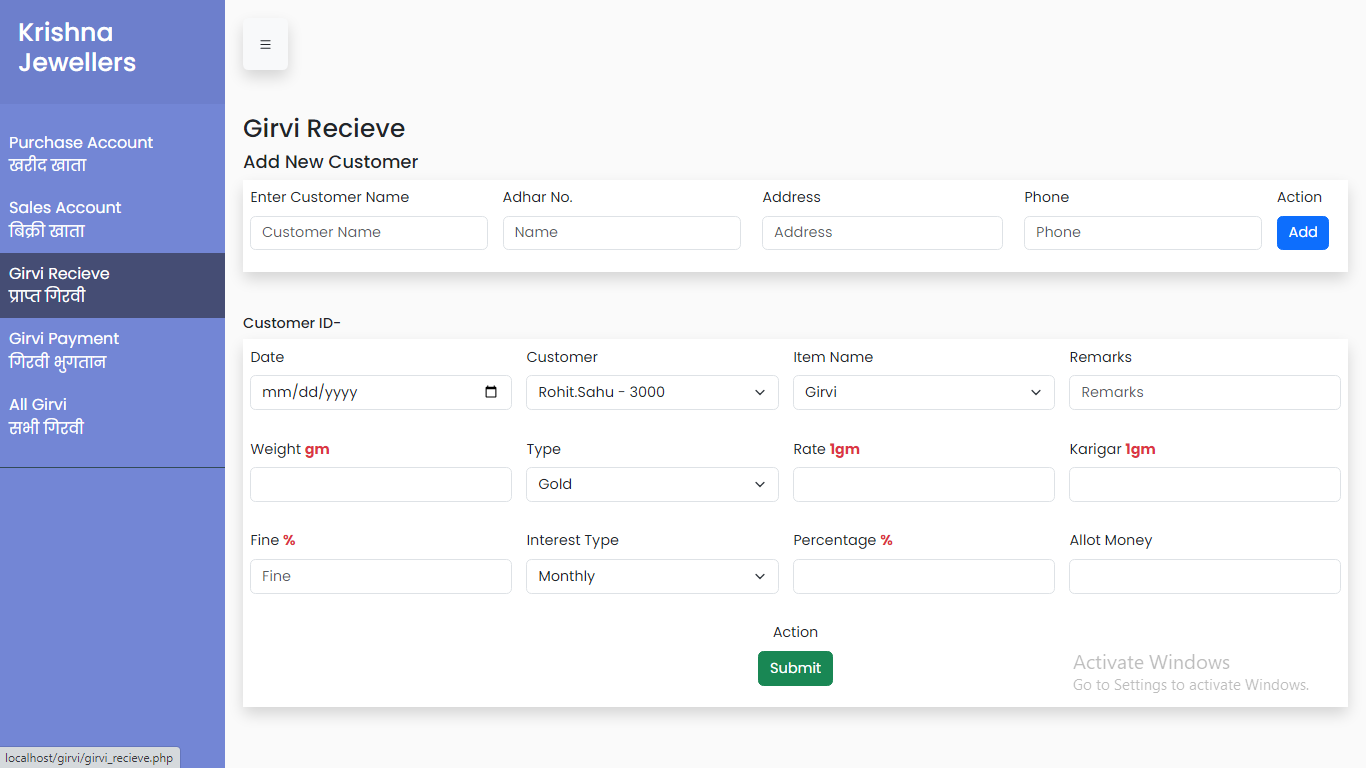 Krishna
Jewellers
Purchase Account
खरीद खाता
Sales Account
बिक्री खाता
Girvi Recieve
प्राप्त गिरवी
Girvi Payment
गिरवी भुगतान
All Girvi
सभी गिरवी
Girvi Recieve
Add New Customer
Enter Customer Name Adhar No. Address Phone Action
Customer Name Name Address Phone Add
Customer ID-
Date Customer Item Name Remarks
mm/dd/yyyy Rohit.Sahu - 3000 Girvi Remarks
Weight gm Type Rate 1gm Karigar 1gm
Gold
Fine % Interest Type Percentage % Allot Money
Fine Monthly
Action
Submit
Activate Windows
Go to Settings to activate Windows.
localhost/girvi/girvi_recieve.php